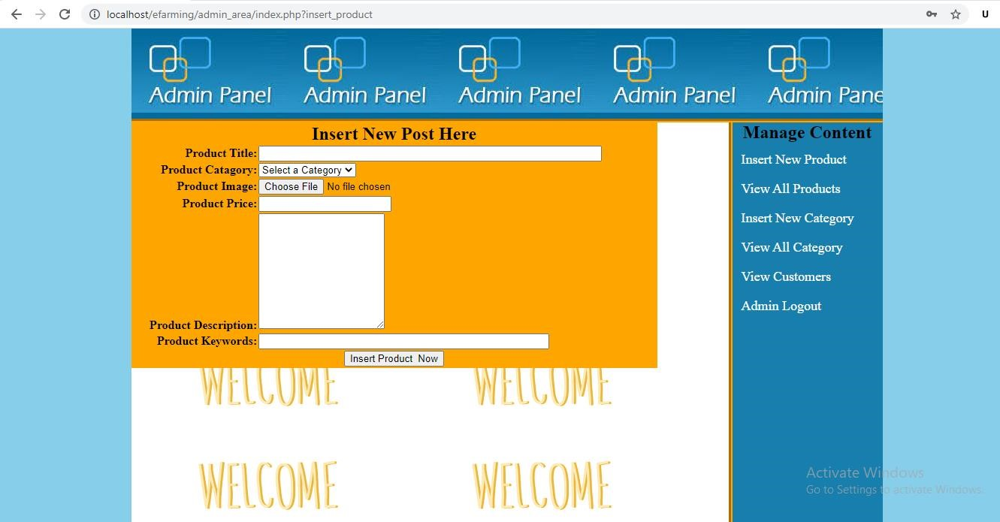 localhost/efarming/admin_area/index.php?insert_product
U
Admin Panel Admin Panel Admin Panel Admin Panel Admin Pane
Insert New Post Here
Product Title:
Product Catagory: Select a Category
Product Image: Choose File No file chosen
Product Price:
Product Description:
Product Keywords:
Insert Product Now
WELCOME WELCOME
WELCOME WELCOME
Manage Content
Insert New Product
View All Products
Insert New Category
View All Category
View Customers
Admin Logout
Activate Windows
Go to Settings to activate Windows.